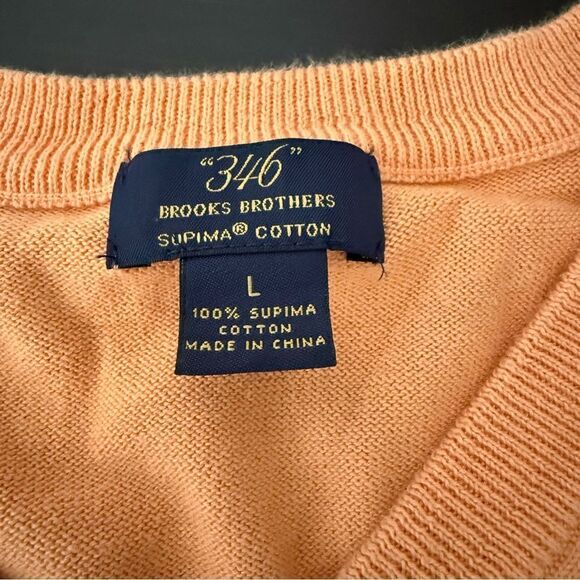 "346"
BROOKS BROTHERS
SUPIMA® COTTON
L
100% SUPIMA
COTTON
MADE IN CHINA